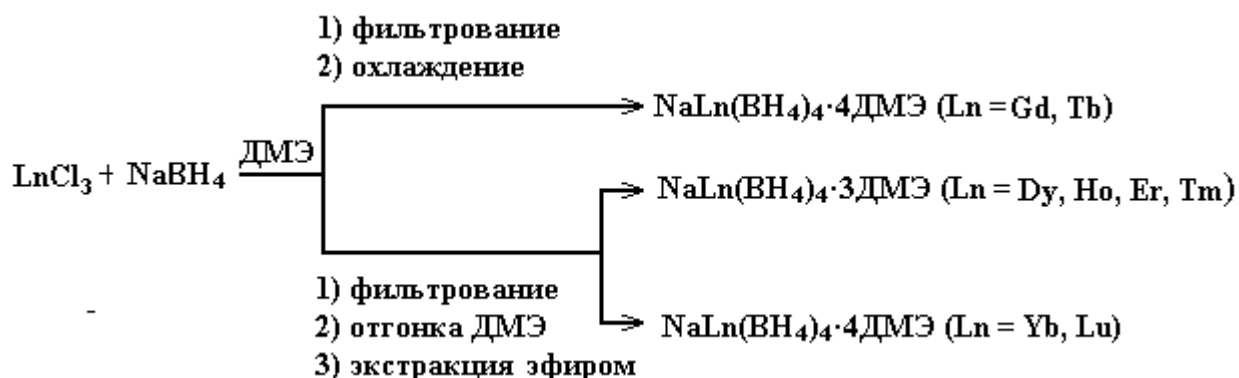 1) фильтрование
2) охлаждение
NaLn(BH₄)₄·4ДМЭ (Ln = Gd, Tb)
LnCl₃ + NaBH₄
ДМЭ
NaLn(BH₄)₄·3ДМЭ (Ln = Dy, Ho, Er, Tm)
1) фильтрование
2) отгонка ДМЭ
3) экстракция эфиром
NaLn(BH₄)₄·4ДМЭ (Ln = Yb, Lu)